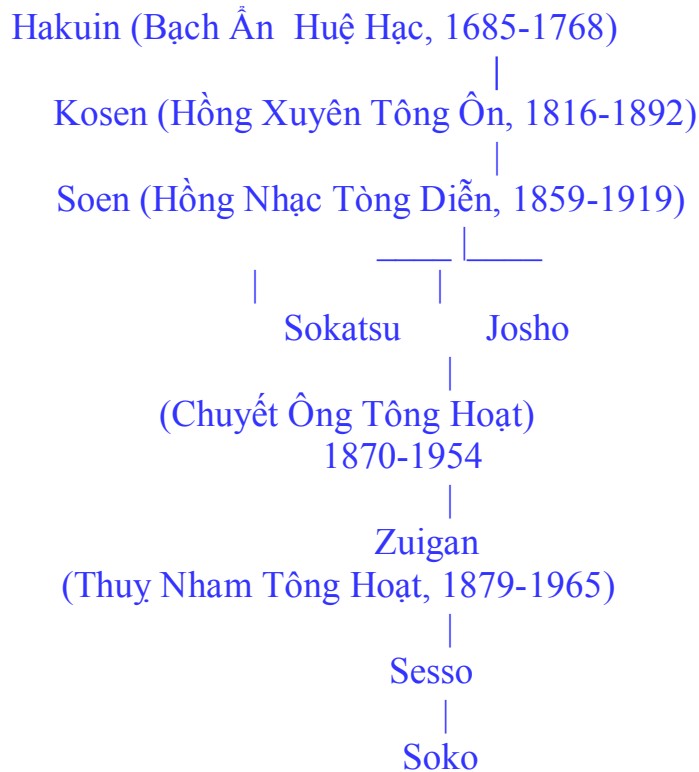 Hakuin (Bạch Ẩn Huệ Hạc, 1685-1768)
|
Kosen (Hồng Xuyên Tông Ôn, 1816-1892)
|
Soen (Hồng Nhạc Tòng Diễn, 1859-1919)
____ |____
| |
Sokatsu Josho
|
(Chuyết Ông Tông Hoạt)
1870-1954
|
Zuigan
(Thuỵ Nham Tông Hoạt, 1879-1965)
|
Sesso
|
Soko